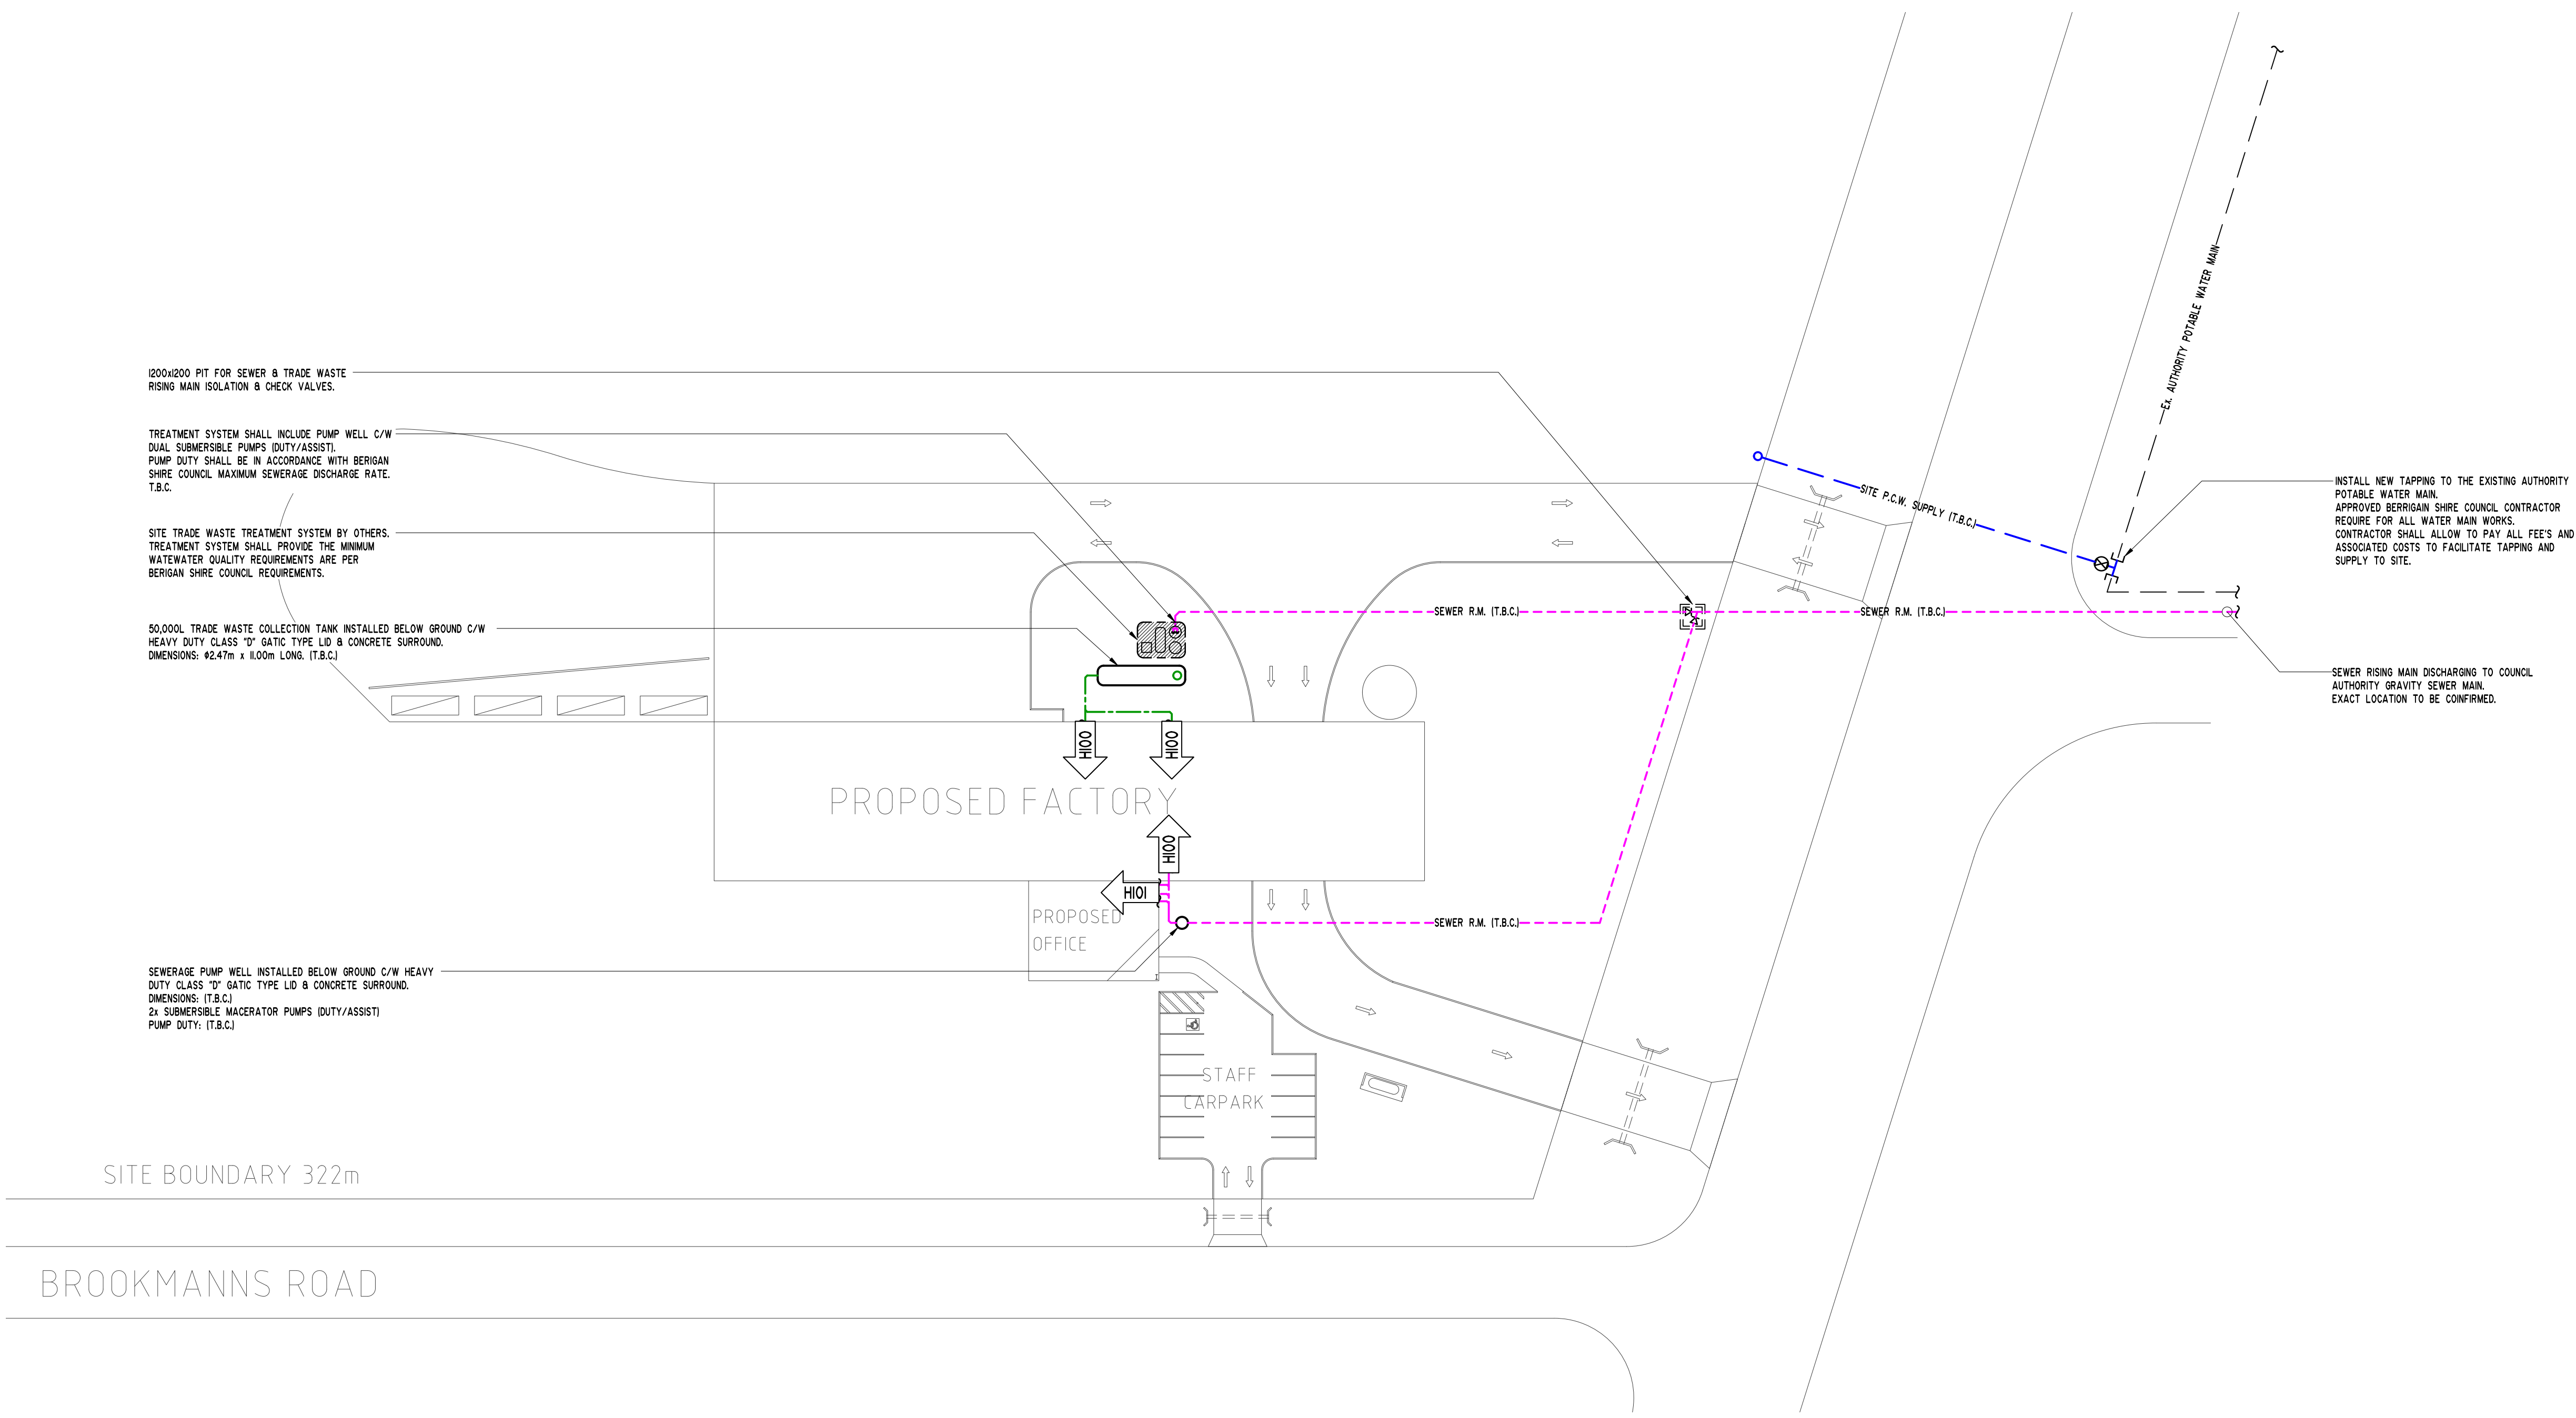 1200x1200 PIT FOR SEWER & TRADE WASTE
RISING MAIN ISOLATION & CHECK VALVES.
TREATMENT SYSTEM SHALL INCLUDE PUMP WELL C/W
DUAL SUBMERSIBLE PUMPS (DUTY/ASSIST).
PUMP DUTY SHALL BE IN ACCORDANCE WITH BERIGAN
SHIRE COUNCIL MAXIMUM SEWERAGE DISCHARGE RATE.
T.B.C.
SITE TRADE WASTE TREATMENT SYSTEM BY OTHERS.
TREATMENT SYSTEM SHALL PROVIDE THE MINIMUM
WATEWATER QUALITY REQUIREMENTS ARE PER
BERIGAN SHIRE COUNCIL REQUIREMENTS.
50,000L TRADE WASTE COLLECTION TANK INSTALLED BELOW GROUND C/W
HEAVY DUTY CLASS "D" GATIC TYPE LID & CONCRETE SURROUND.
DIMENSIONS: ø2.47m x 11.00m LONG. (T.B.C.)
SEWERAGE PUMP WELL INSTALLED BELOW GROUND C/W HEAVY
DUTY CLASS "D" GATIC TYPE LID & CONCRETE SURROUND.
DIMENSIONS: (T.B.C.)
2x SUBMERSIBLE MACERATOR PUMPS (DUTY/ASSIST)
PUMP DUTY: (T.B.C.)
Ex. AUTHORITY POTABLE WATER MAIN
SITE P.C.W. SUPPLY (T.B.C.)
INSTALL NEW TAPPING TO THE EXISTING AUTHORITY
POTABLE WATER MAIN.
APPROVED BERRIGAIN SHIRE COUNCIL CONTRACTOR
REQUIRE FOR ALL WATER MAIN WORKS.
CONTRACTOR SHALL ALLOW TO PAY ALL FEE'S AND
ASSOCIATED COSTS TO FACILITATE TAPPING AND
SUPPLY TO SITE.
SEWER R.M. (T.B.C.)
SEWER R.M. (T.B.C.)
SEWER RISING MAIN DISCHARGING TO COUNCIL
AUTHORITY GRAVITY SEWER MAIN.
EXACT LOCATION TO BE COINFIRMED.
H100
H100
PROPOSED FACTORY
H100
H101
PROPOSED
OFFICE
SEWER R.M. (T.B.C.)
STAFF
CARPARK
SITE BOUNDARY 322m
BROOKMANNS ROAD